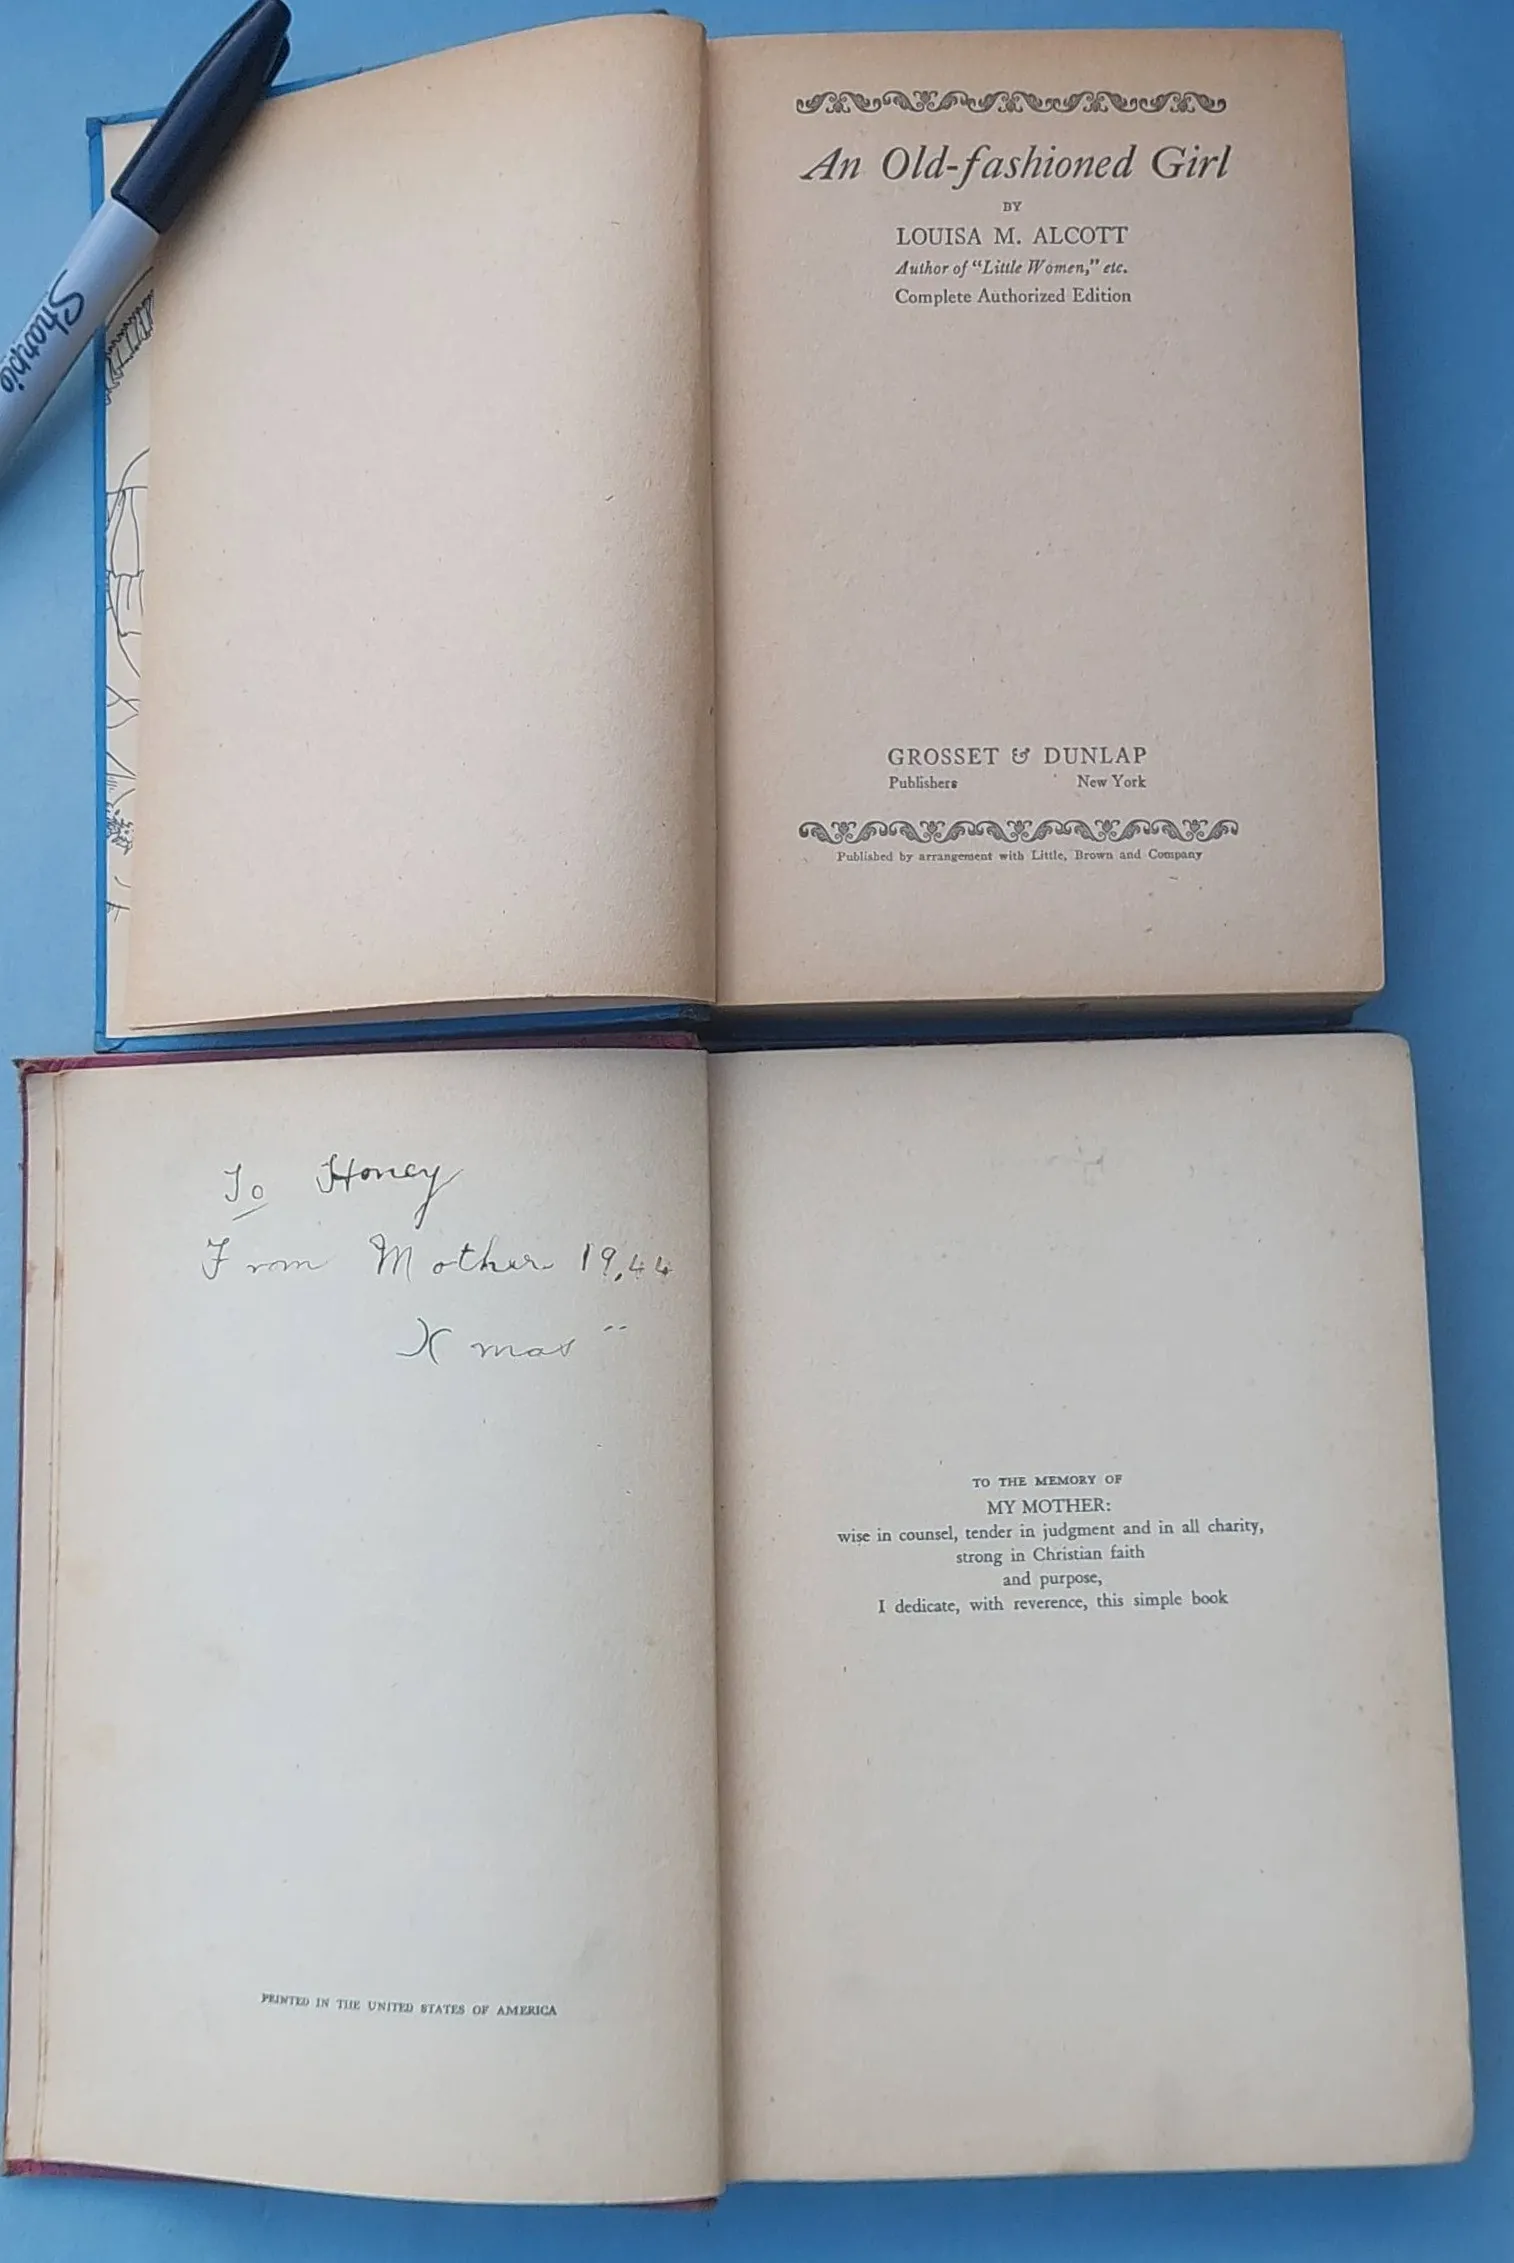 Sharpie
An Old-fashioned Girl
BY
LOUISA M. ALCOTT
Author of "Little Women," etc.
Complete Authorized Edition
GROSSET & DUNLAP
Publishers New York
Published by arrangement with Little, Brown and Company
To Honey
From Mother 19,44
Xmas "
PRINTED IN THE UNITED STATES OF AMERICA
TO THE MEMORY OF
MY MOTHER:
wise in counsel, tender in judgment and in all charity,
strong in Christian faith
and purpose,
I dedicate, with reverence, this simple book